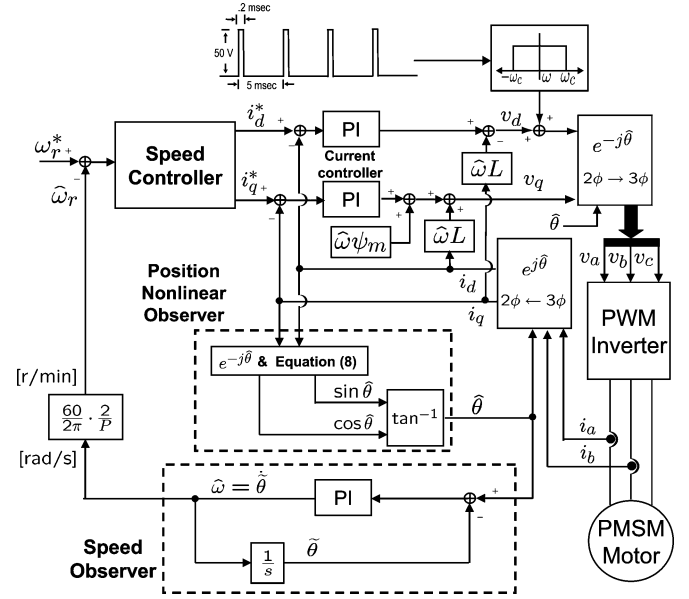 .2 msec
50 V
5 msec
−ω_C ω ω_C
ω_r^* + −
ω̂_r
Speed
Controller
i_d^* + −
i_q^* + −
PI
Current
controller
PI
+ − v_d − + +
+ + + + v_q
ω̂L
ω̂ψ_m
ω̂L
e^{−jθ̂}
2ϕ → 3ϕ
θ̂
v_a v_b v_c
e^{jθ̂}
2ϕ ← 3ϕ
i_d
i_q
PWM
Inverter
Position
Nonlinear
Observer
e^{−jθ̂} & Equation (8)
sin θ̂
cos θ̂
tan^{−1}
θ̂
[r/min]
60/2π · 2/P
[rad/s]
i_a
i_b
PMSM
Motor
ω̂ = θ̃̇
PI
+ −
1/s
θ̃
Speed
Observer